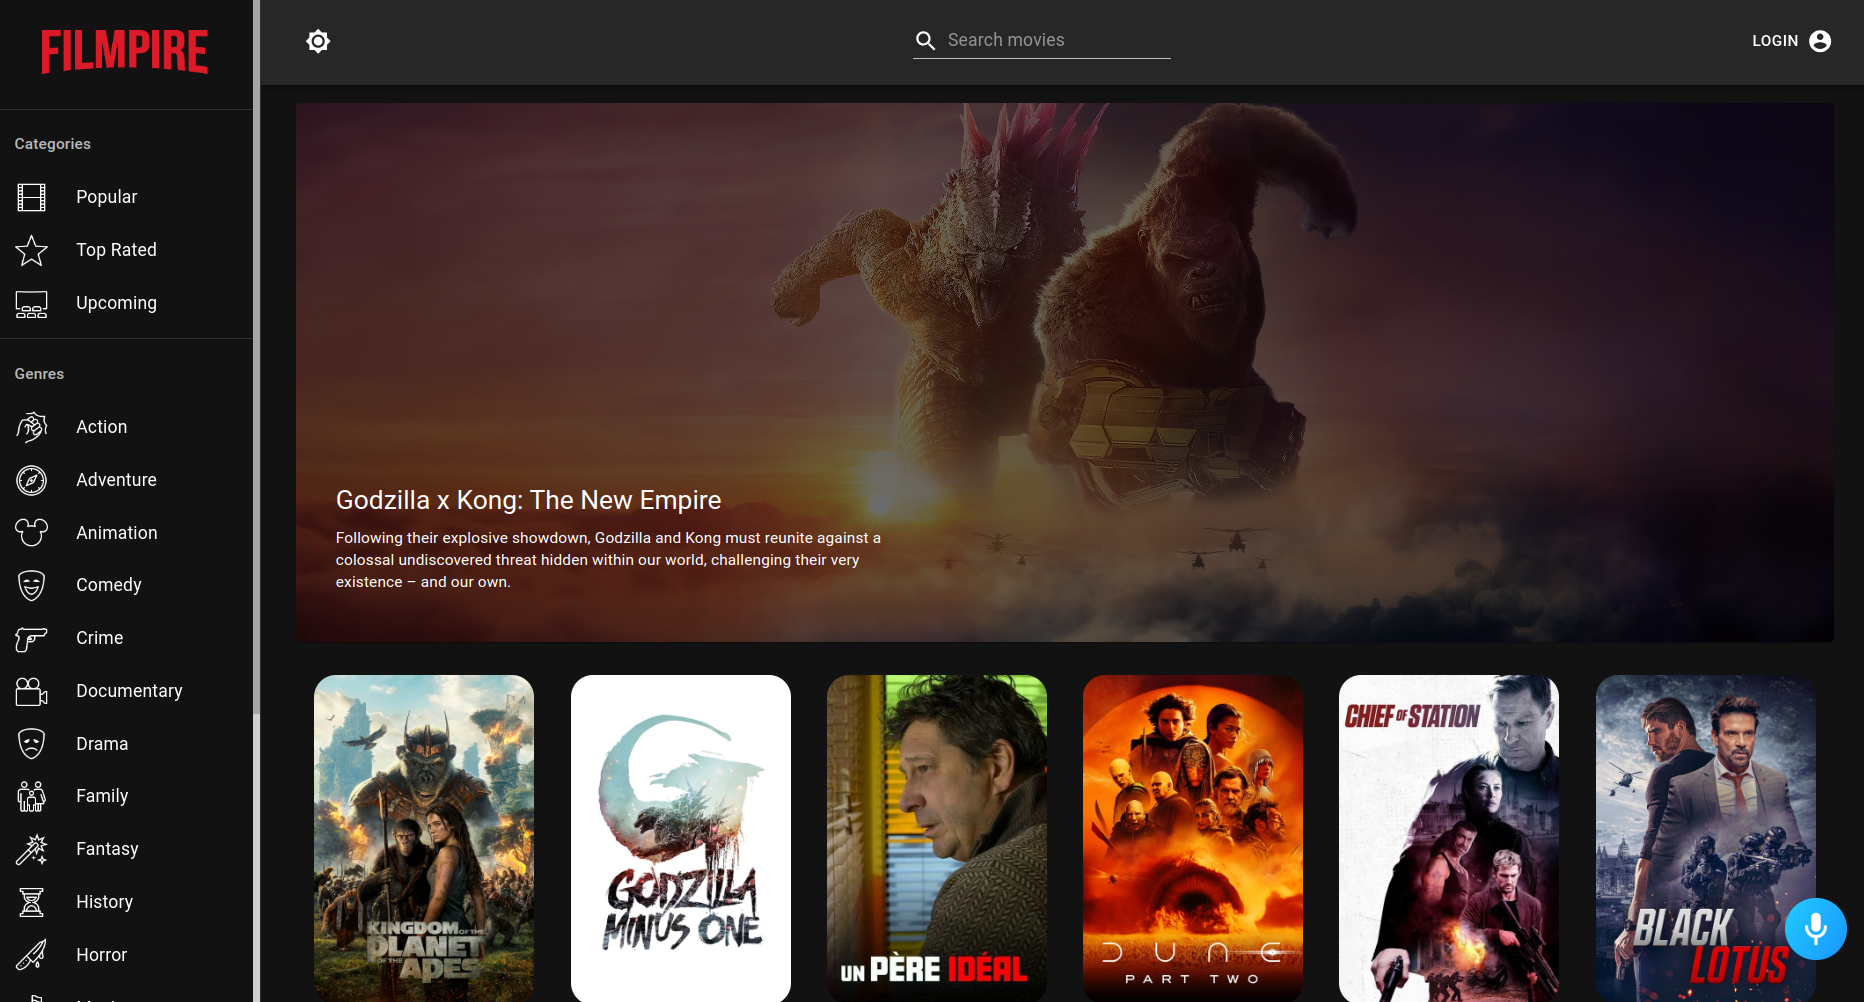 FILMPIRE
Search movies
LOGIN
Categories
Popular
Top Rated
Upcoming
Genres
Action
Adventure
Animation
Comedy
Crime
Documentary
Drama
Family
Fantasy
History
Horror
Godzilla x Kong: The New Empire
Following their explosive showdown, Godzilla and Kong must reunite against a
colossal undiscovered threat hidden within our world, challenging their very
existence – and our own.
KINGDOM OF THE
PLANET
OF THE APES
GODZILLA
MINUS ONE
UN PÈRE IDÉAL
DUNE
PART TWO
CHIEF OF STATION
BLACK
LOTUS